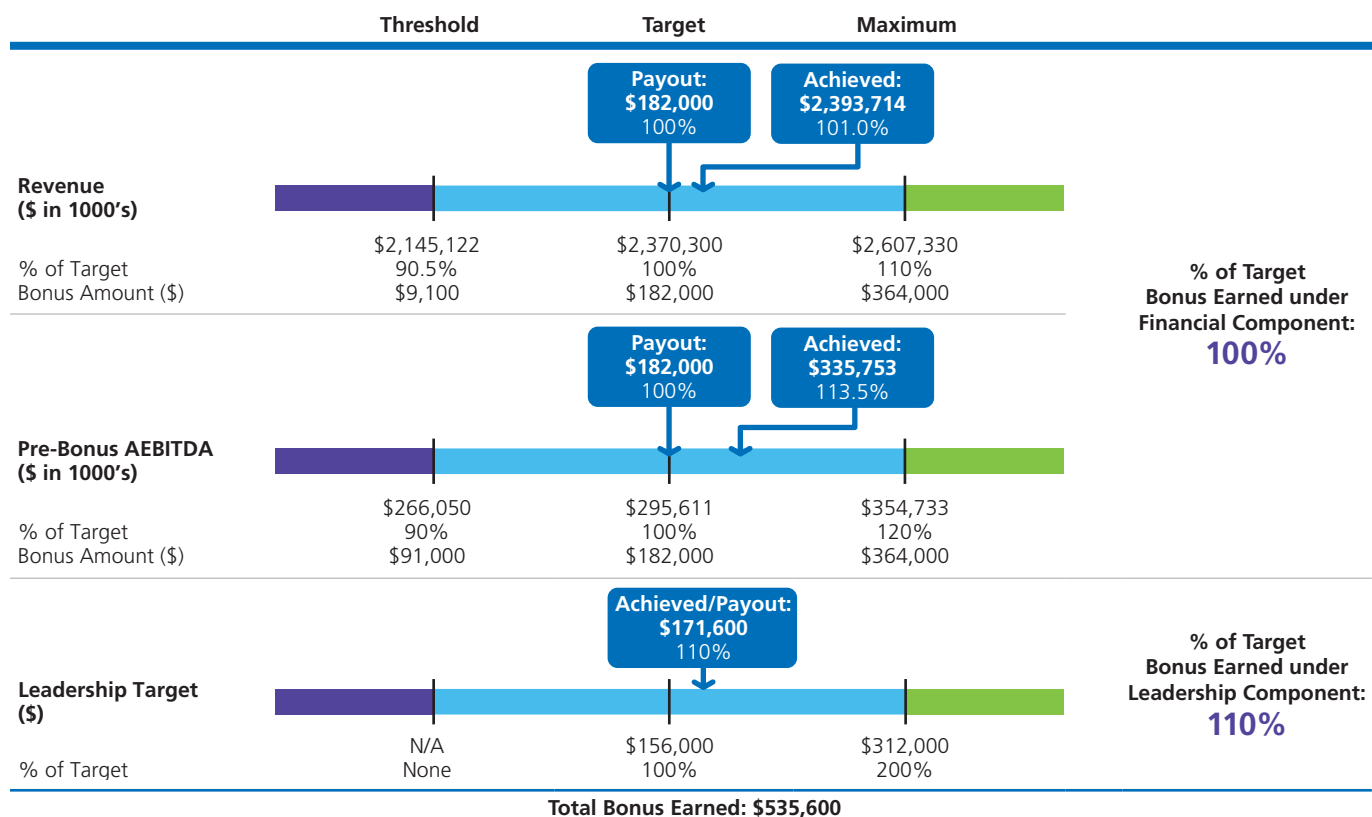 Threshold Target Maximum
Payout:
$182,000
100%
Achieved:
$2,393,714
101.0%
Revenue
($ in 1000's)
$2,145,122 $2,370,300 $2,607,330
% of Target 90.5% 100% 110%
Bonus Amount ($) $9,100 $182,000 $364,000
% of Target
Bonus Earned under
Financial Component:
100%
Payout:
$182,000
100%
Achieved:
$335,753
113.5%
Pre-Bonus AEBITDA
($ in 1000's)
$266,050 $295,611 $354,733
% of Target 90% 100% 120%
Bonus Amount ($) $91,000 $182,000 $364,000
Achieved/Payout:
$171,600
110%
Leadership Target
($)
N/A $156,000 $312,000
% of Target None 100% 200%
% of Target
Bonus Earned under
Leadership Component:
110%
Total Bonus Earned: $535,600